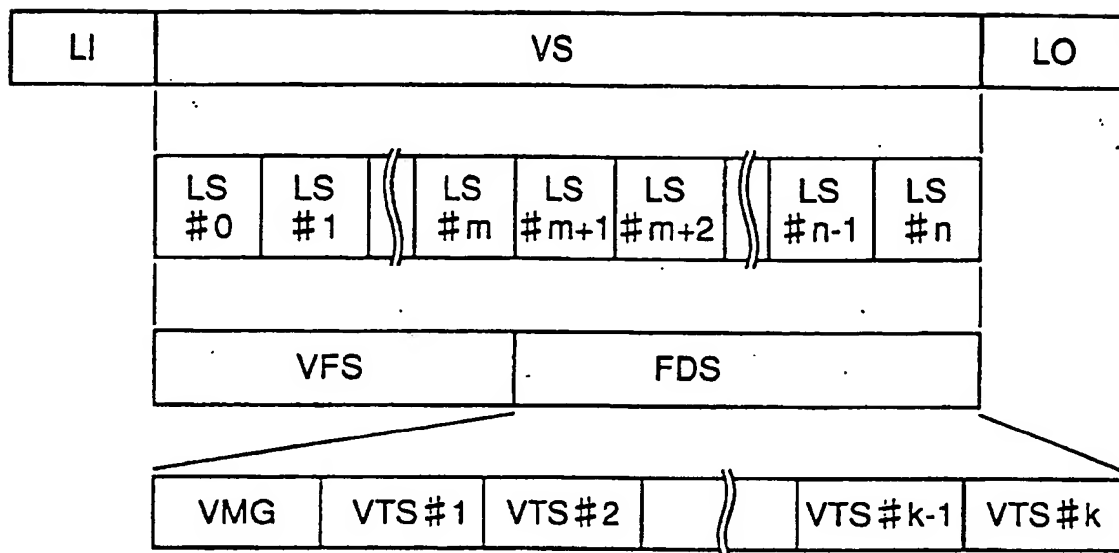 LI VS LO
LS LS LS LS LS LS LS
#0 #1 #m #m+1 #m+2 #n-1 #n
VFS FDS
VMG VTS#1 VTS#2 VTS#k-1 VTS#k